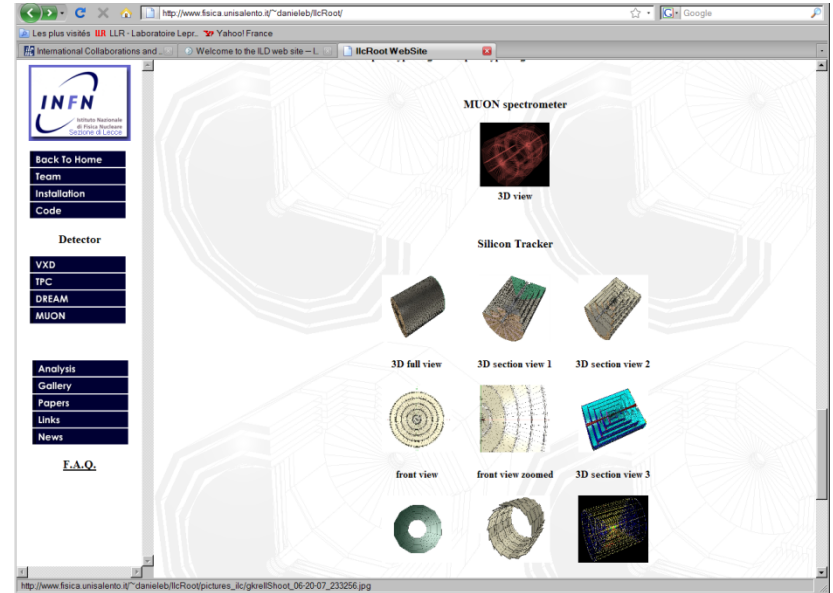 http://www.fisica.unisalento.it/~danieleb/IlcRoot/
Google
Les plus visités LLR LLR - Laboratoire Lepr... Yahoo! France
International Collaborations and ...
Welcome to the ILD web site — I...
IlcRoot WebSite
INFN
Istituto Nazionale
di Fisica Nucleare
Sezione di Lecce
Back To Home
Team
Installation
Code
Detector
VXD
TPC
DREAM
MUON
Analysis
Gallery
Papers
Links
News
F.A.Q.
MUON spectrometer
3D view
Silicon Tracker
3D full view
3D section view 1
3D section view 2
front view
front view zoomed
3D section view 3
http://www.fisica.unisalento.it/~danieleb/IlcRoot/pictures_ilc/gkrellShoot_06-20-07_233256.jpg